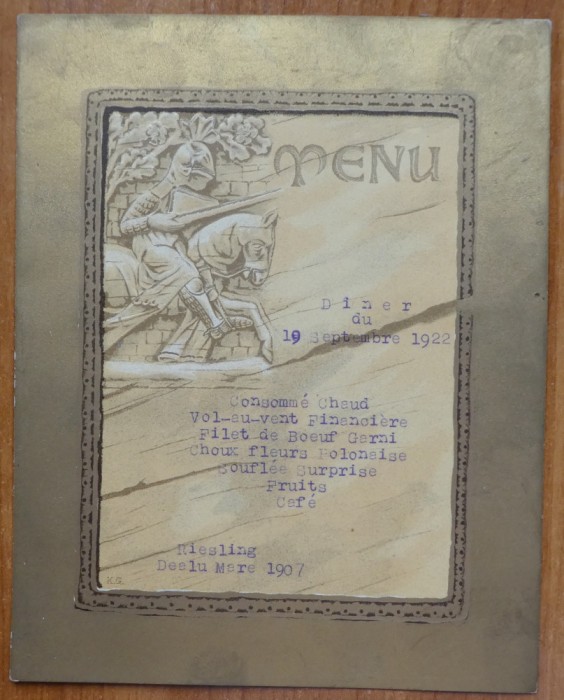 MENU
Diner
du
19 Septembre 1922
Consommé Chaud
Vol-au-vent Financière
Filet de Boeuf Garni
Choux fleurs Polonaise
Souflée Surprise
Fruits
Café
Riesling
Dealu Mare 1907
K.G.